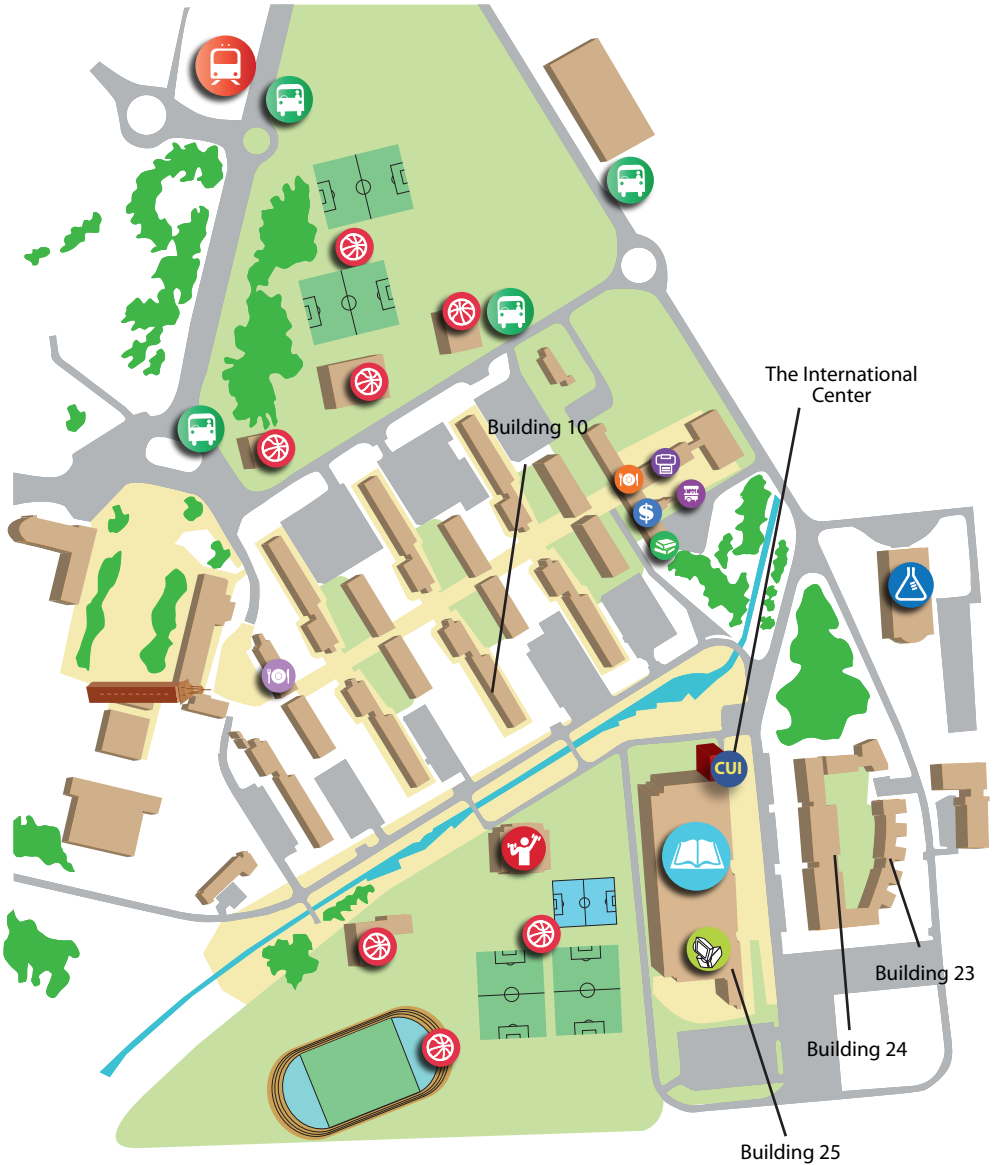 The International
Center
Building 10
$
CUI
Building 23
Building 24
Building 25